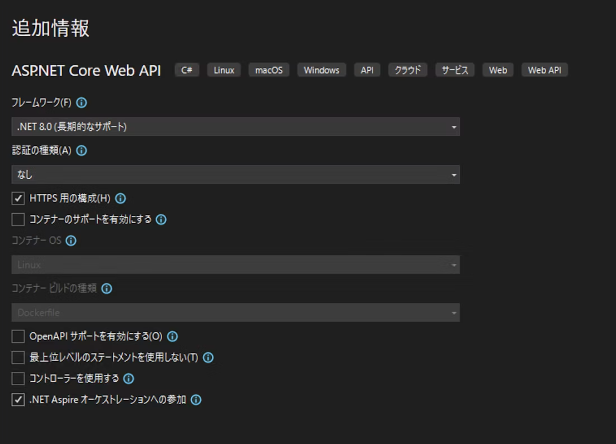 追加情報
ASP.NET Core Web API C# Linux macOS Windows API クラウド サービス Web Web API
フレームワーク(F)
.NET 8.0 (長期的なサポート)
認証の種類(A)
なし
HTTPS 用の構成(H)
コンテナーのサポートを有効にする
コンテナー OS
Linux
コンテナー ビルドの種類
Dockerfile
OpenAPI サポートを有効にする(O)
最上位レベルのステートメントを使用しない(T)
コントローラーを使用する
.NET Aspire オーケストレーションへの参加